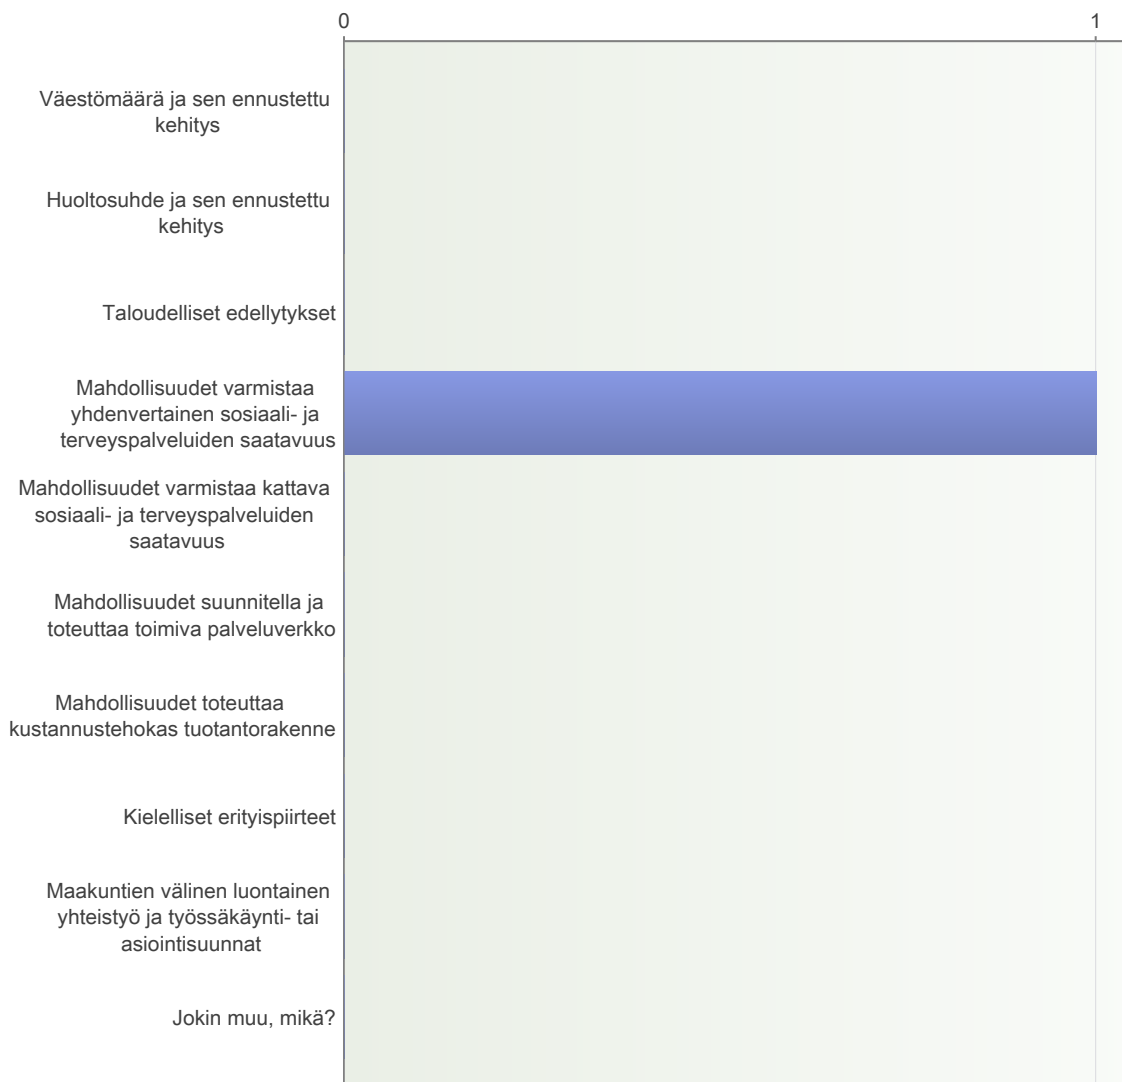 0
1
Väestömäärä ja sen ennustettu
kehitys
Huoltosuhde ja sen ennustettu
kehitys
Taloudelliset edellytykset
Mahdollisuudet varmistaa
yhdenvertainen sosiaali- ja
terveyspalveluiden saatavuus
Mahdollisuudet varmistaa kattava
sosiaali- ja terveyspalveluiden
saatavuus
Mahdollisuudet suunnitella ja
toteuttaa toimiva palveluverkko
Mahdollisuudet toteuttaa
kustannustehokas tuotantorakenne
Kielelliset erityispiirteet
Maakuntien välinen luontainen
yhteistyö ja työssäkäynti- tai
asiointisuunnat
Jokin muu, mikä?